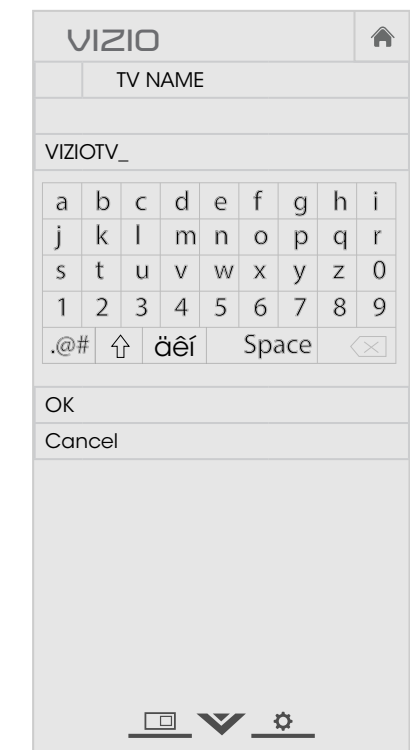 VIZIO
TV NAME
VIZIOTV_
a b c d e f g h i
j k l m n o p q r
s t u v w x y z 0
1 2 3 4 5 6 7 8 9
.@# äêí Space
OK
Cancel